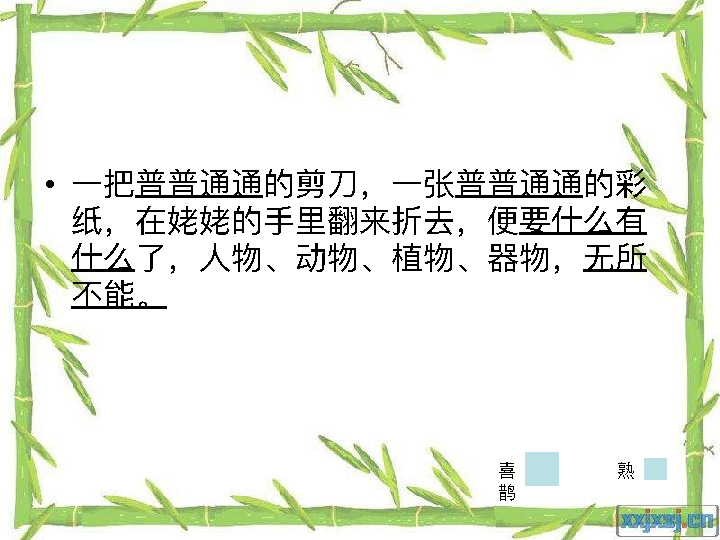 • 一把普普通通的剪刀，一张普普通通的彩
纸，在姥姥的手里翻来折去，便要什么有
什么了，人物、动物、植物、器物，无所
不能。
喜
鹊
熟
xxjxsj.cn